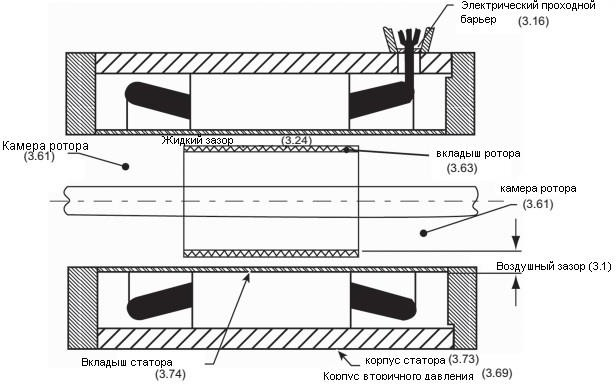 Электрический проходной
барьер (3.16)
Жидкий зазор (3.24)
Камера ротора
(3.61)
вкладыш ротора
(3.63)
камера ротора
(3.61)
Воздушный зазор (3.1)
Вкладыш статора
(3.74)
корпус статора (3.73)
Корпус вторичного давления (3.69)